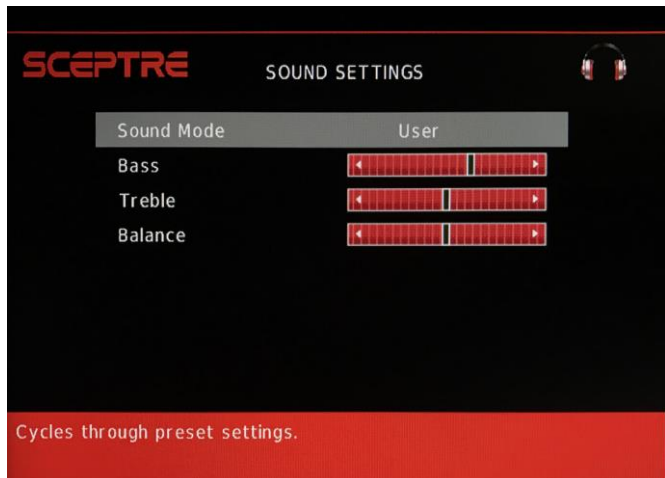 SCEPTRE
SOUND SETTINGS
Sound Mode User
Bass
Treble
Balance
Cycles through preset settings.